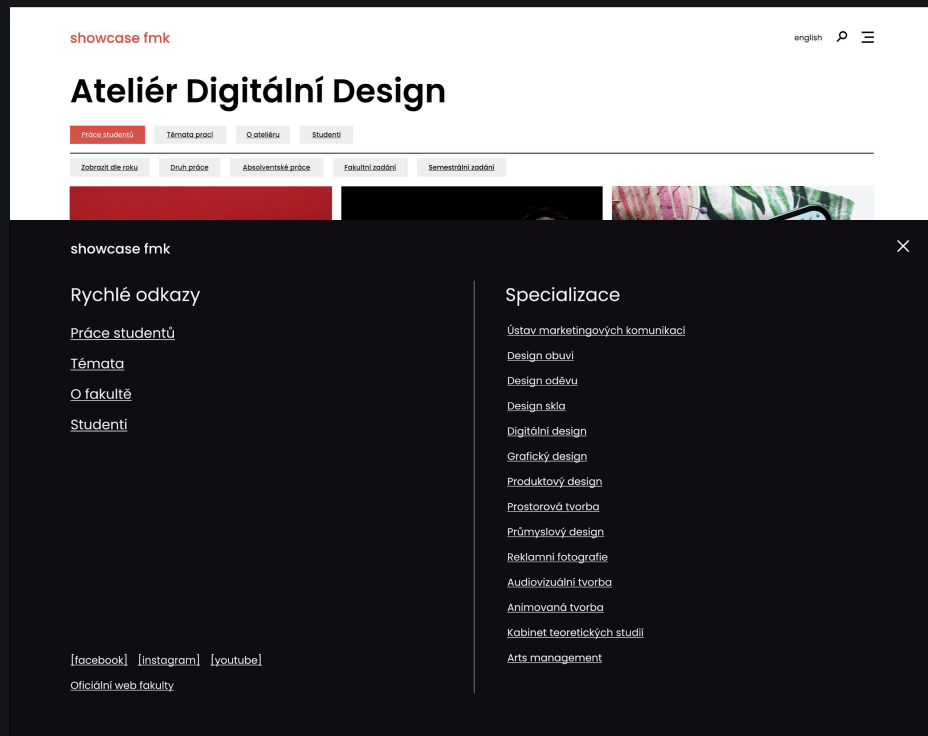 showcase fmk
english
Ateliér Digitální Design
Práce studentů Témata prací O ateliéru Studenti
Zobrazit dle roku Druh práce Absolventské práce Fakultní zadání Semestrální zadání
showcase fmk
Rychlé odkazy
Práce studentů
Témata
O fakultě
Studenti
[facebook] [instagram] [youtube]
Oficiální web fakulty
Specializace
Ústav marketingových komunikací
Design obuvi
Design oděvu
Design skla
Digitální design
Grafický design
Produktový design
Prostorová tvorba
Průmyslový design
Reklamní fotografie
Audiovizuální tvorba
Animovaná tvorba
Kabinet teoretických studií
Arts management